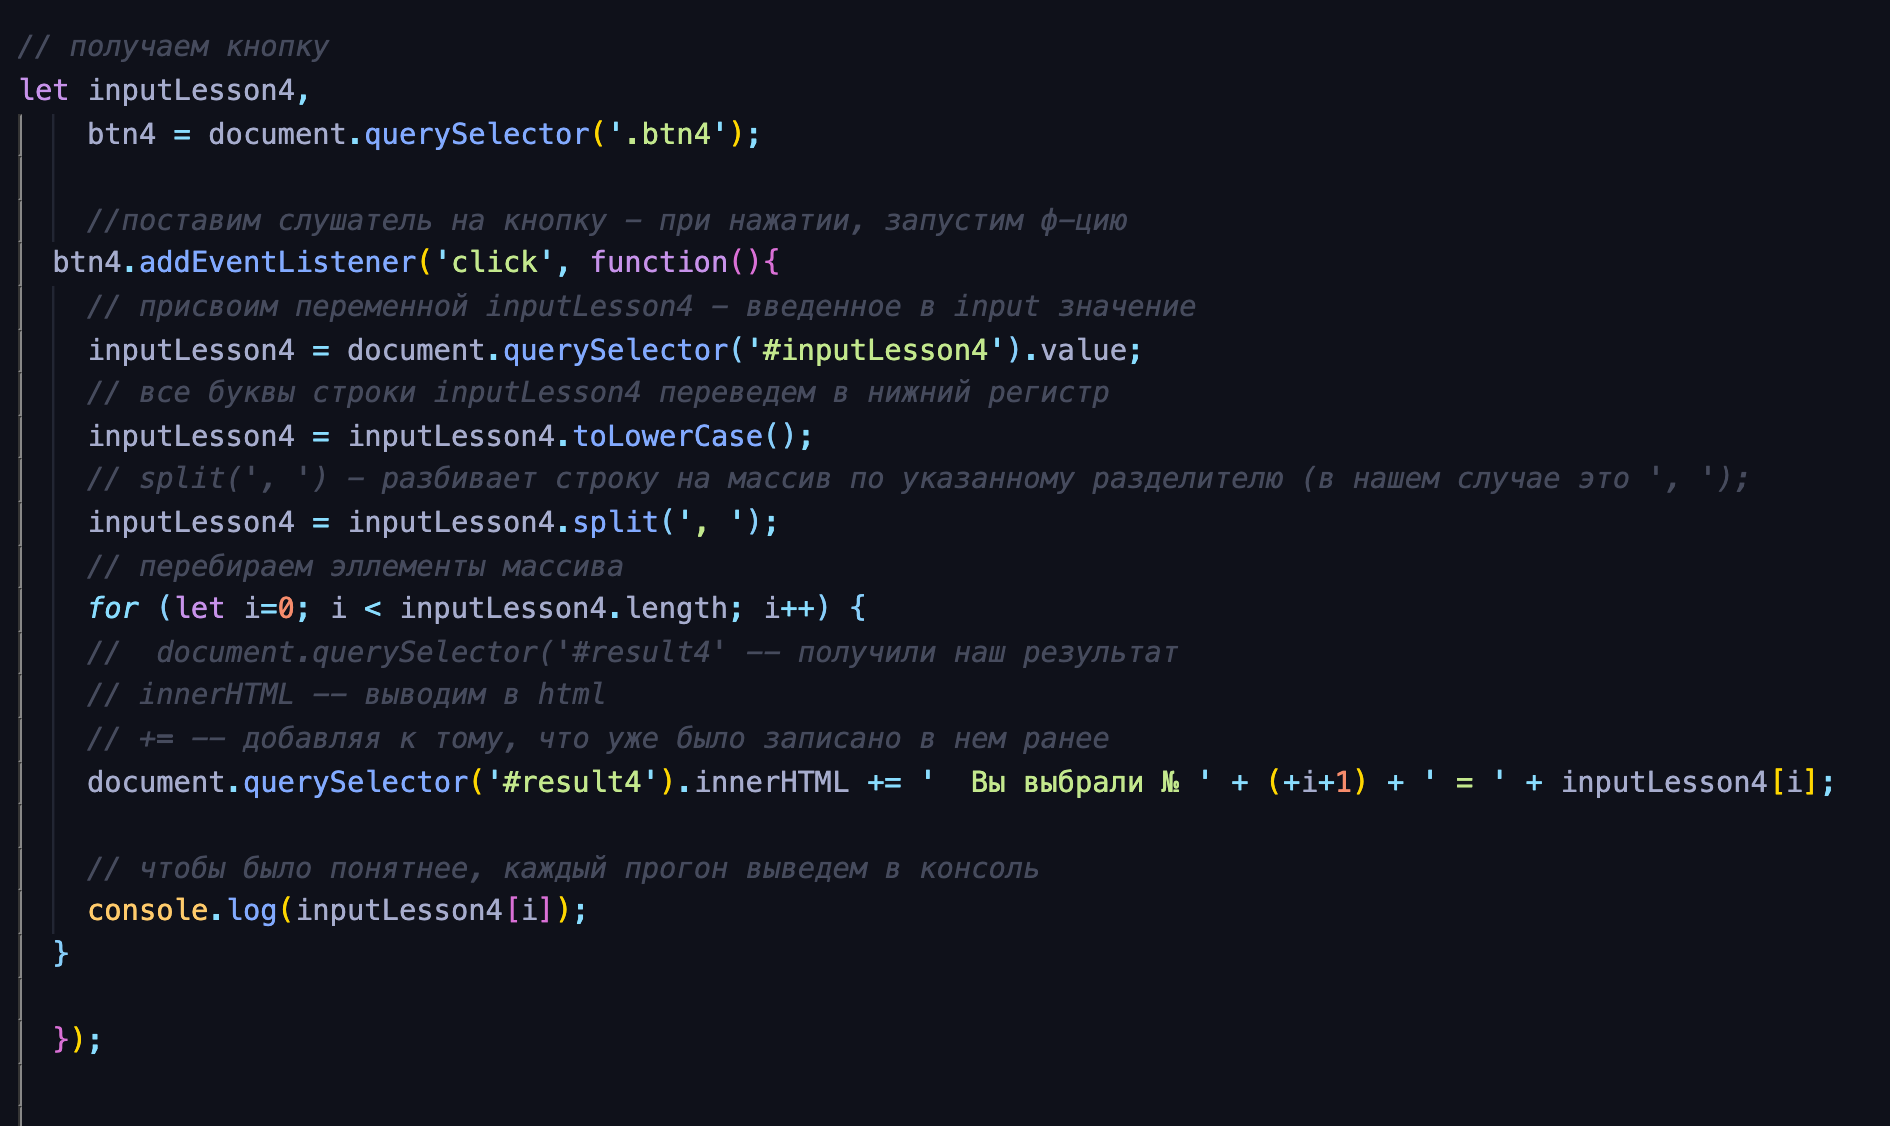 // получаем кнопку
let inputLesson4,
    btn4 = document.querySelector('.btn4');
    //поставим слушатель на кнопку - при нажатии, запустим ф-цию
  btn4.addEventListener('click', function(){
    // присвоим переменной inputLesson4 - введенное в input значение
    inputLesson4 = document.querySelector('#inputLesson4').value;
    // все буквы строки inputLesson4 переведем в нижний регистр
    inputLesson4 = inputLesson4.toLowerCase();
    // split(', ') - разбивает строку на массив по указанному разделителю (в нашем случае это ', ');
    inputLesson4 = inputLesson4.split(', ');
    // перебираем эллементы массива
    for (let i=0; i < inputLesson4.length; i++) {
    //  document.querySelector('#result4' -- получили наш результат
    // innerHTML -- выводим в html
    // += -- добавляя к тому, что уже было записано в нем ранее
    document.querySelector('#result4').innerHTML += '  Вы выбрали № ' + (+i+1) + ' = ' + inputLesson4[i];
    // чтобы было понятнее, каждый прогон выведем в консоль
    console.log(inputLesson4[i]);
  }
  });